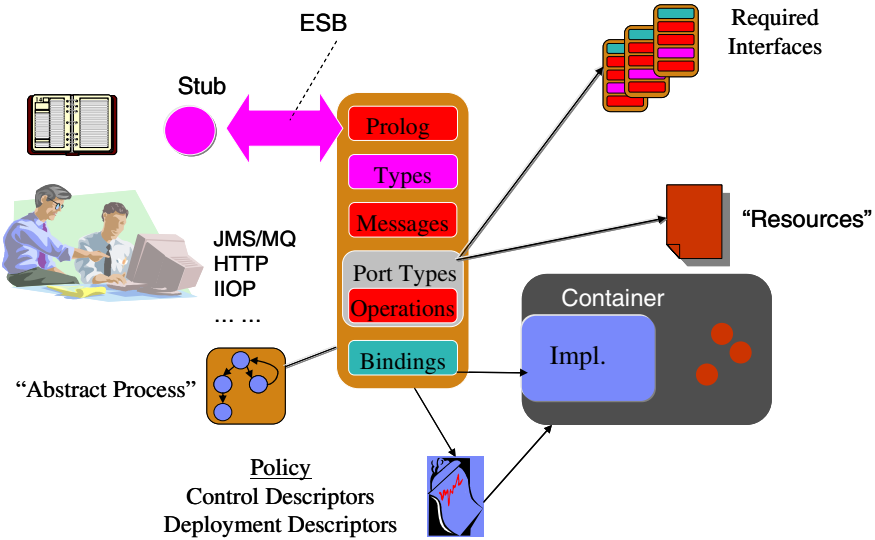 ESB
Required
Interfaces
Stub
Prolog
Types
Messages
"Resources"
JMS/MQ
HTTP
IIOP
... ...
Port Types
Operations
Container
Bindings
Impl.
“Abstract Process”
Policy
Control Descriptors
Deployment Descriptors